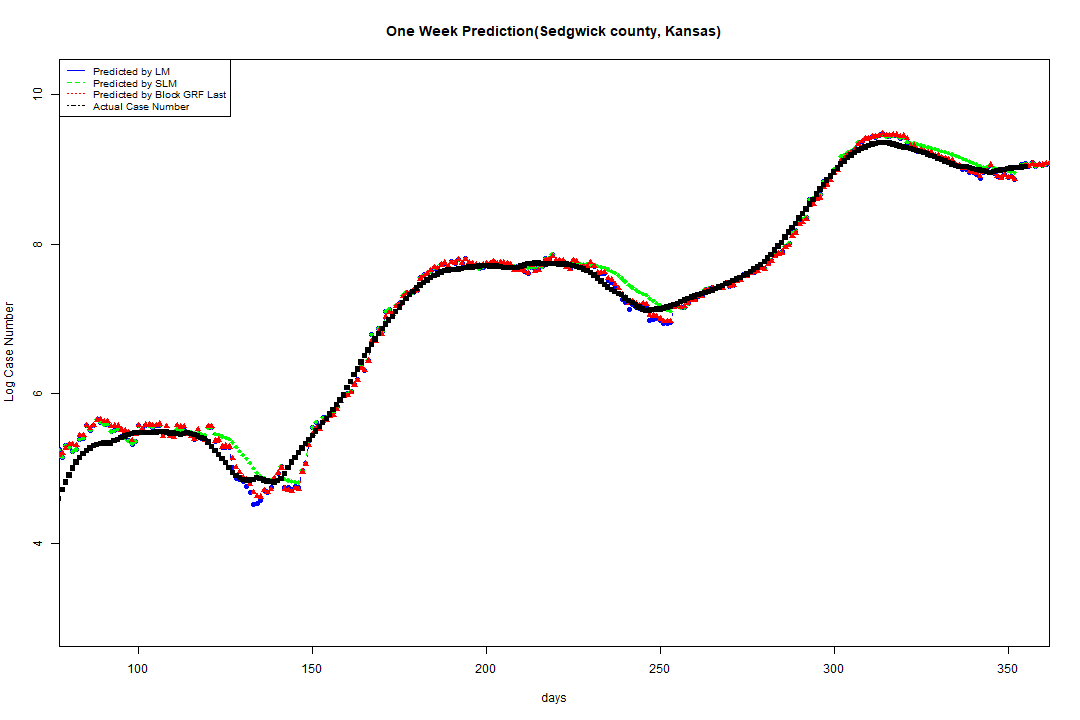 One Week Prediction(Sedgwick county, Kansas)
Predicted by LM
Predicted by SLM
Predicted by Block GRF Last
Actual Case Number
10
8
6
4
Log Case Number
100 150 200 250 300 350
days